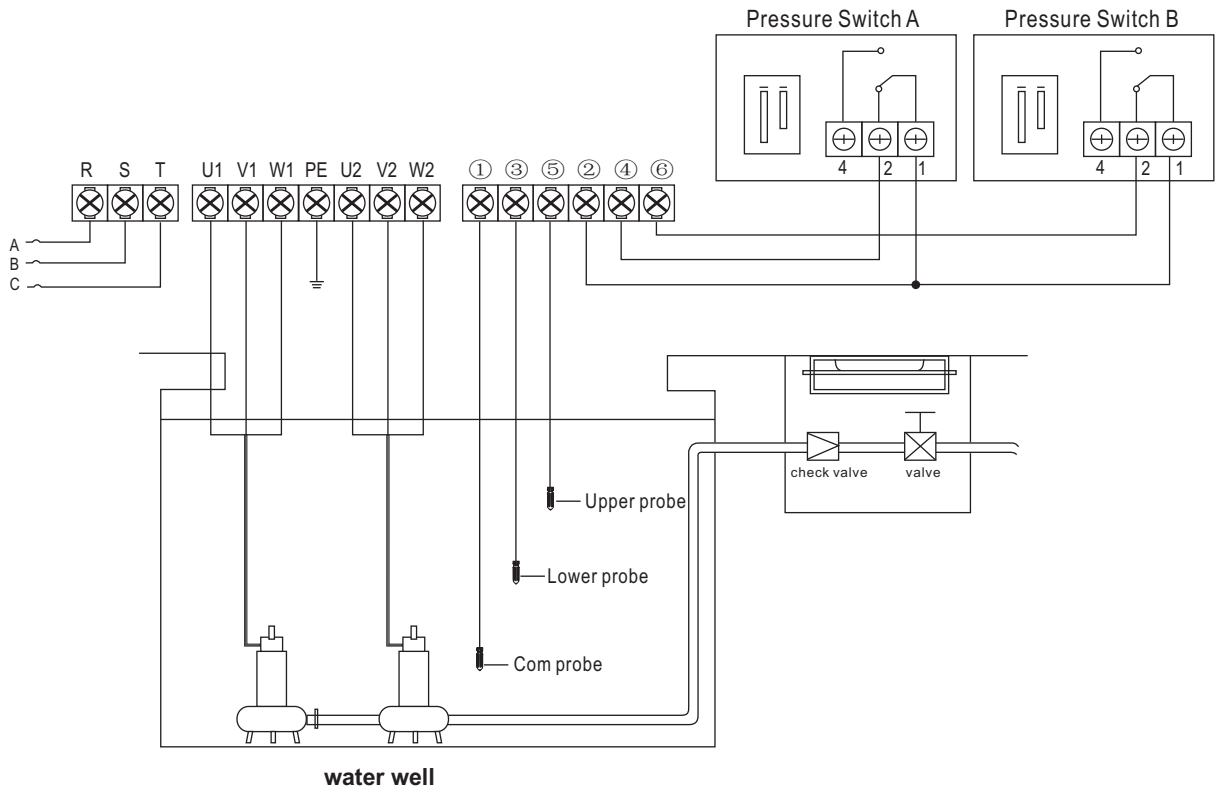 Pressure Switch A
Pressure Switch B
4 2 1
4 2 1
R S T
U1 V1 W1 PE U2 V2 W2
① ③ ⑤ ② ④ ⑥
A
B
C
check valve
valve
Upper probe
Lower probe
Com probe
water well